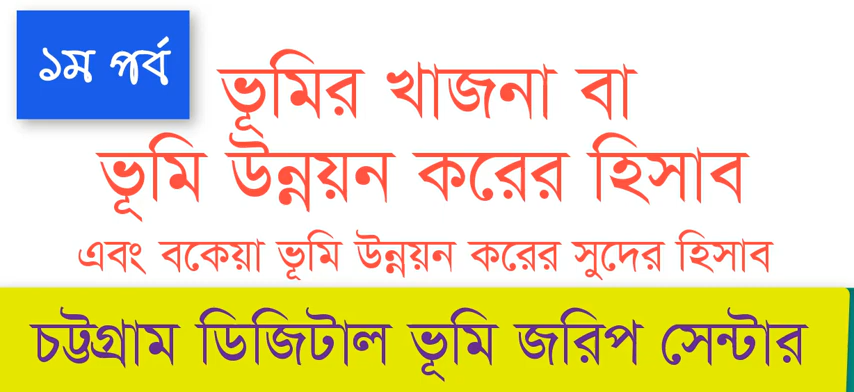 ১ম পর্ব
ভূমির খাজনা বা
ভূমি উন্নয়ন করের হিসাব
এবং বকেয়া ভূমি উন্নয়ন করের সুদের হিসাব
চট্টগ্রাম ডিজিটাল ভূমি জরিপ সেন্টার